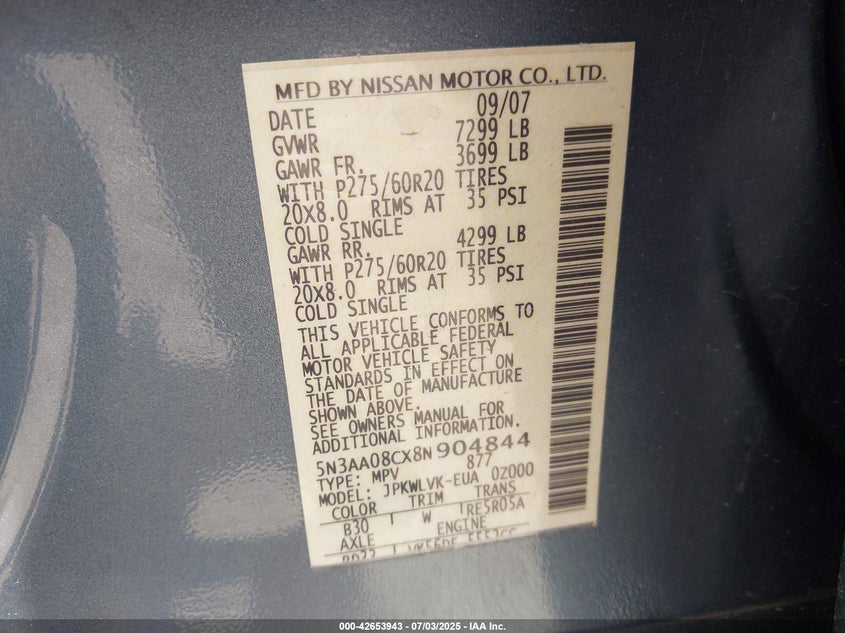 MFD BY NISSAN MOTOR CO., LTD.
DATE 09/07
GVWR 7299 LB
GAWR FR. 3699 LB
WITH P275/60R20 TIRES
20X8.0 RIMS AT 35 PSI
COLD SINGLE
GAWR RR. 4299 LB
WITH P275/60R20 TIRES
20X8.0 RIMS AT 35 PSI
COLD SINGLE
THIS VEHICLE CONFORMS TO
ALL APPLICABLE FEDERAL
MOTOR VEHICLE SAFETY
STANDARDS IN EFFECT ON
THE DATE OF MANUFACTURE
SHOWN ABOVE.
SEE OWNERS MANUAL FOR
ADDITIONAL INFORMATION.
5N3AA08CX8N904844
TYPE: MPV 877
MODEL: JPKWLVK-EUA 0Z000
COLOR TRIM TRANS
B30 W RE5R05A
AXLE ENGINE
000-42653943 - 07/03/2025 - IAA Inc.